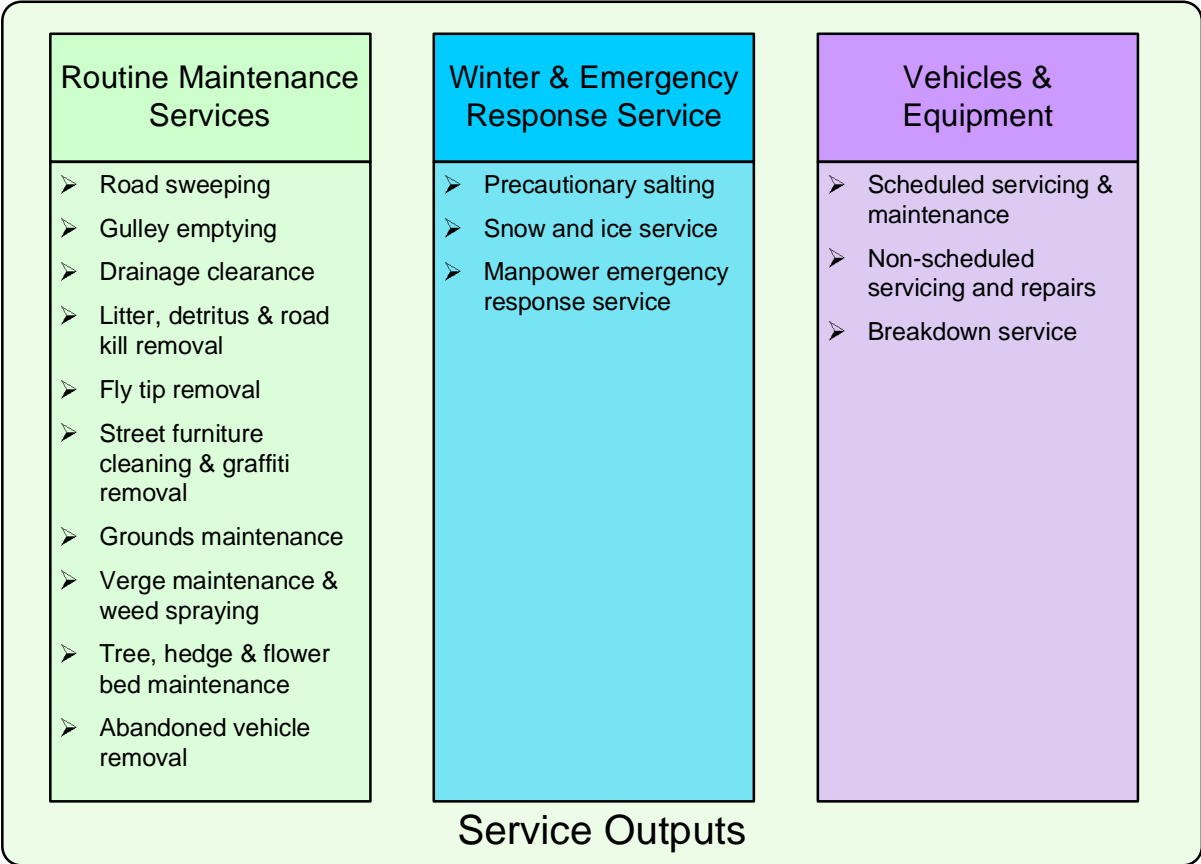 Routine Maintenance
Services
➢ Road sweeping
➢ Gulley emptying
➢ Drainage clearance
➢ Litter, detritus & road
kill removal
➢ Fly tip removal
➢ Street furniture
cleaning & graffiti
removal
➢ Grounds maintenance
➢ Verge maintenance &
weed spraying
➢ Tree, hedge & flower
bed maintenance
➢ Abandoned vehicle
removal
Winter & Emergency
Response Service
➢ Precautionary salting
➢ Snow and ice service
➢ Manpower emergency
response service
Vehicles &
Equipment
➢ Scheduled servicing &
maintenance
➢ Non-scheduled
servicing and repairs
➢ Breakdown service
Service Outputs